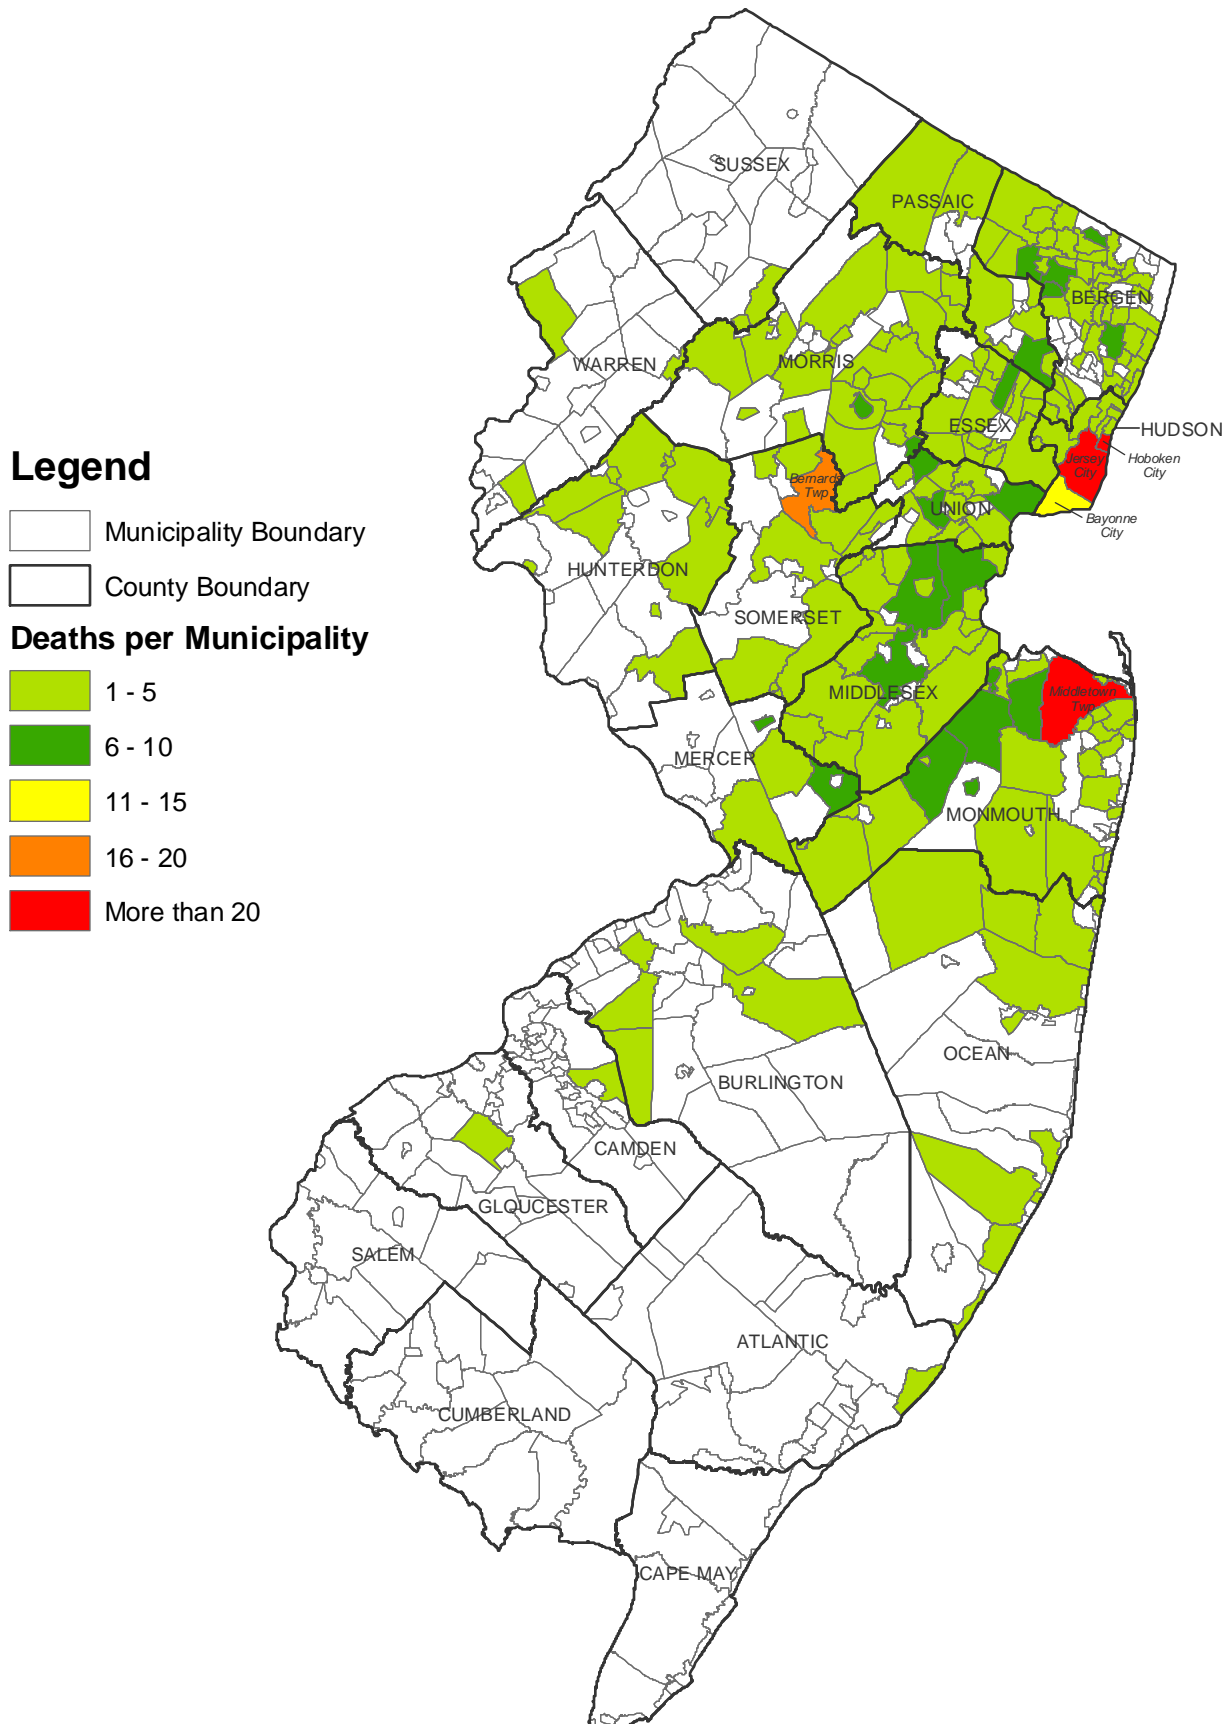 SUSSEX
PASSAIC
BERGEN
WARREN
MORRIS
ESSEX
HUDSON
Jersey
City
Hoboken
City
Legend
Bernards
Twp
UNION
Bayonne
City
Municipality Boundary
HUNTERDON
County Boundary
SOMERSET
Deaths per Municipality
1 - 5
MIDDLESEX
Middletown
Twp
6 - 10
MERCER
11 - 15
MONMOUTH
16 - 20
More than 20
OCEAN
BURLINGTON
CAMDEN
GLOUCESTER
SALEM
ATLANTIC
CUMBERLAND
CAPE MAY